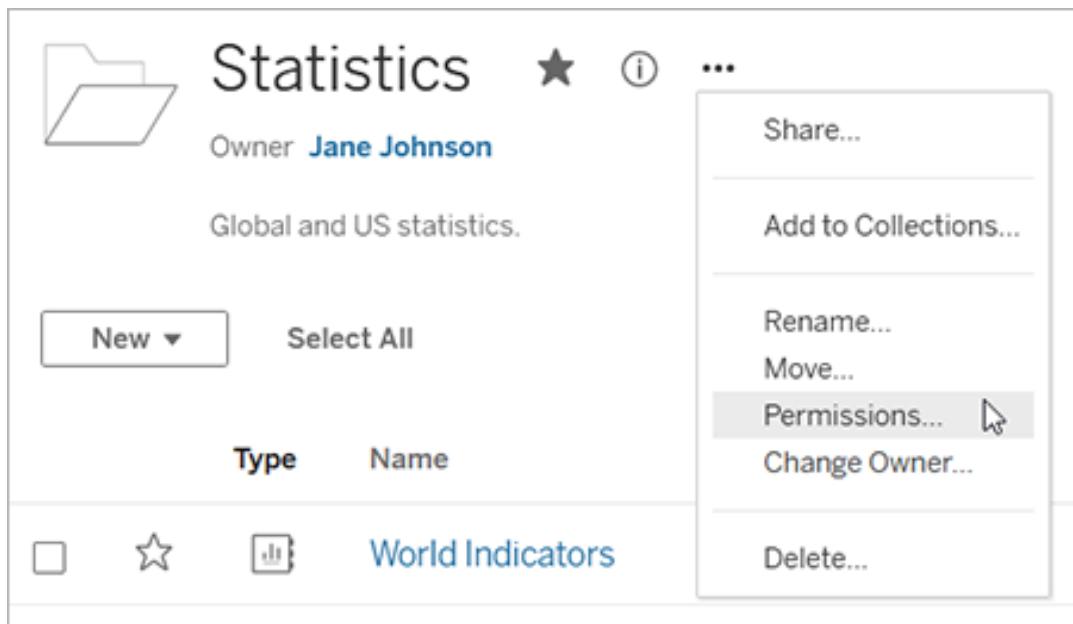 Statistics
Owner Jane Johnson
Global and US statistics.
New
Select All
Share...
Add to Collections...
Rename...
Move...
Permissions...
Change Owner...
Delete...
Type Name
World Indicators